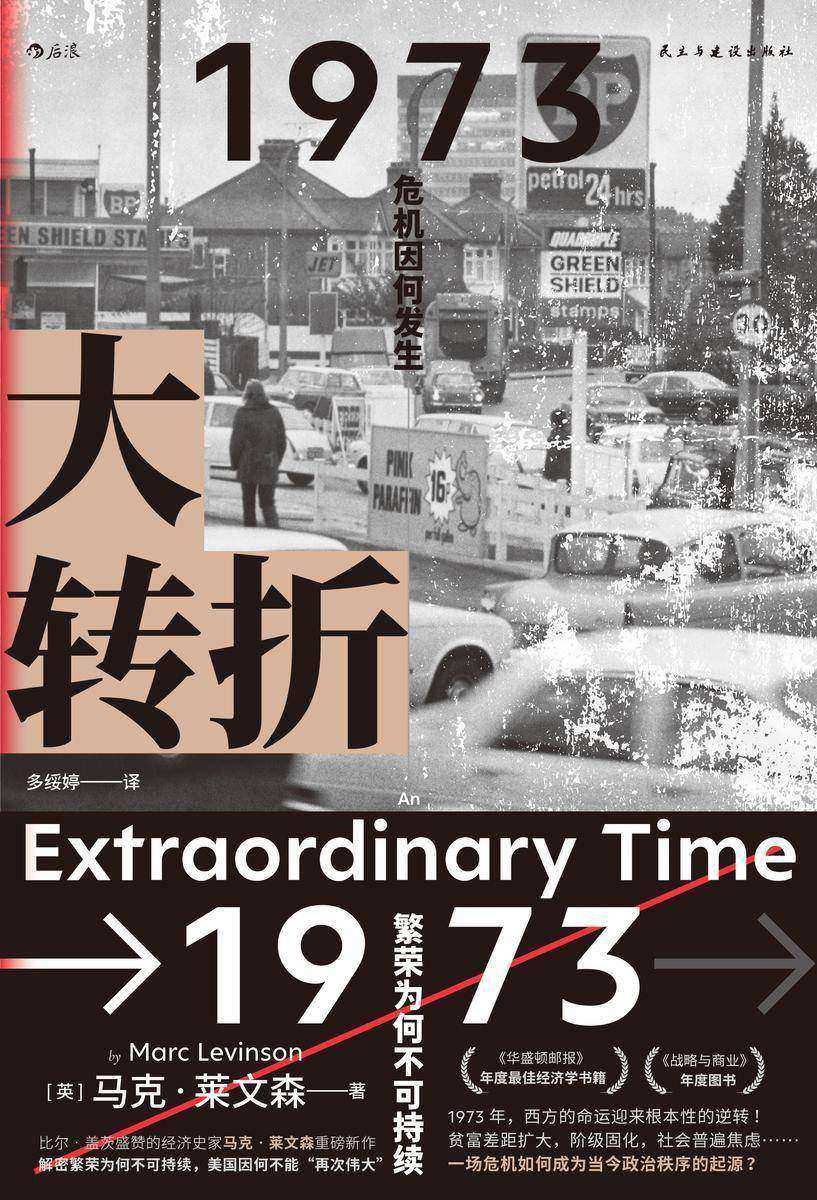 后浪
民主与建设出版社
1973
BP
petrol 24-hrs
BP
EN SHIELD STAMPS
JET
QUADRUPLE
GREEN
SHIELD
stamps
30
危机因何发生
大
转折
FREE
PINK
PARAFFIN
16
多绥婷——译
An
Extraordinary Time
1973
繁荣为何不可持续
by Marc Levinson
[英] 马克·莱文森——著
《华盛顿邮报》
年度最佳经济学书籍
《战略与商业》
年度图书
比尔·盖茨盛赞的经济史家马克·莱文森重磅新作
解密繁荣为何不可持续，美国因何不能“再次伟大”
1973 年，西方的命运迎来根本性的逆转！
贫富差距扩大，阶级固化，社会普遍焦虑……
一场危机如何成为当今政治秩序的起源？